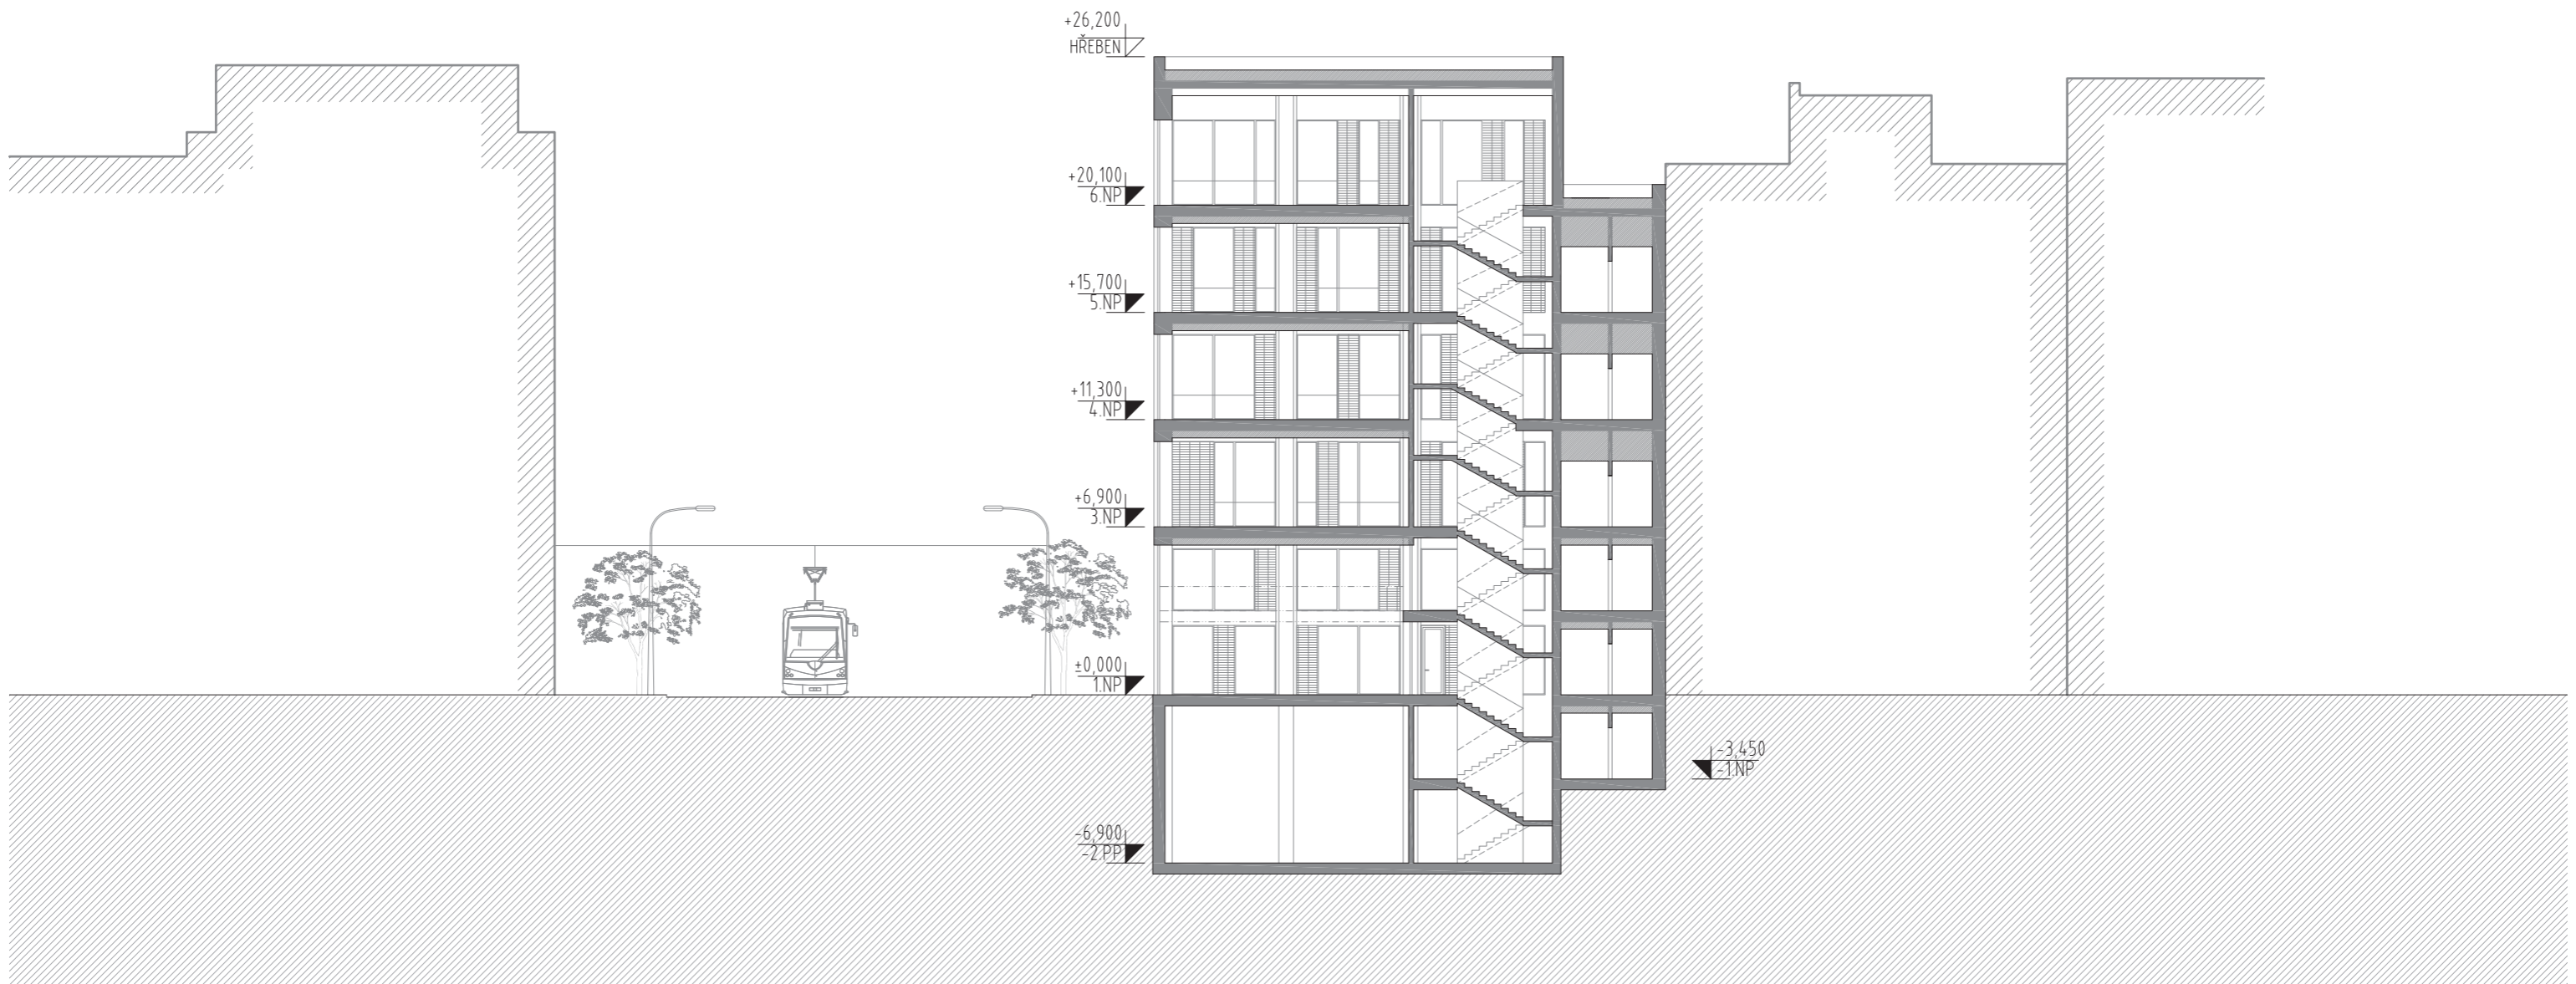 +26,200
HŘEBEN
+20,100
6.NP
+15,700
5.NP
+11,300
4.NP
+6,900
3.NP
±0,000
1.NP
-3,450
-1.NP
-6,900
-2.PP